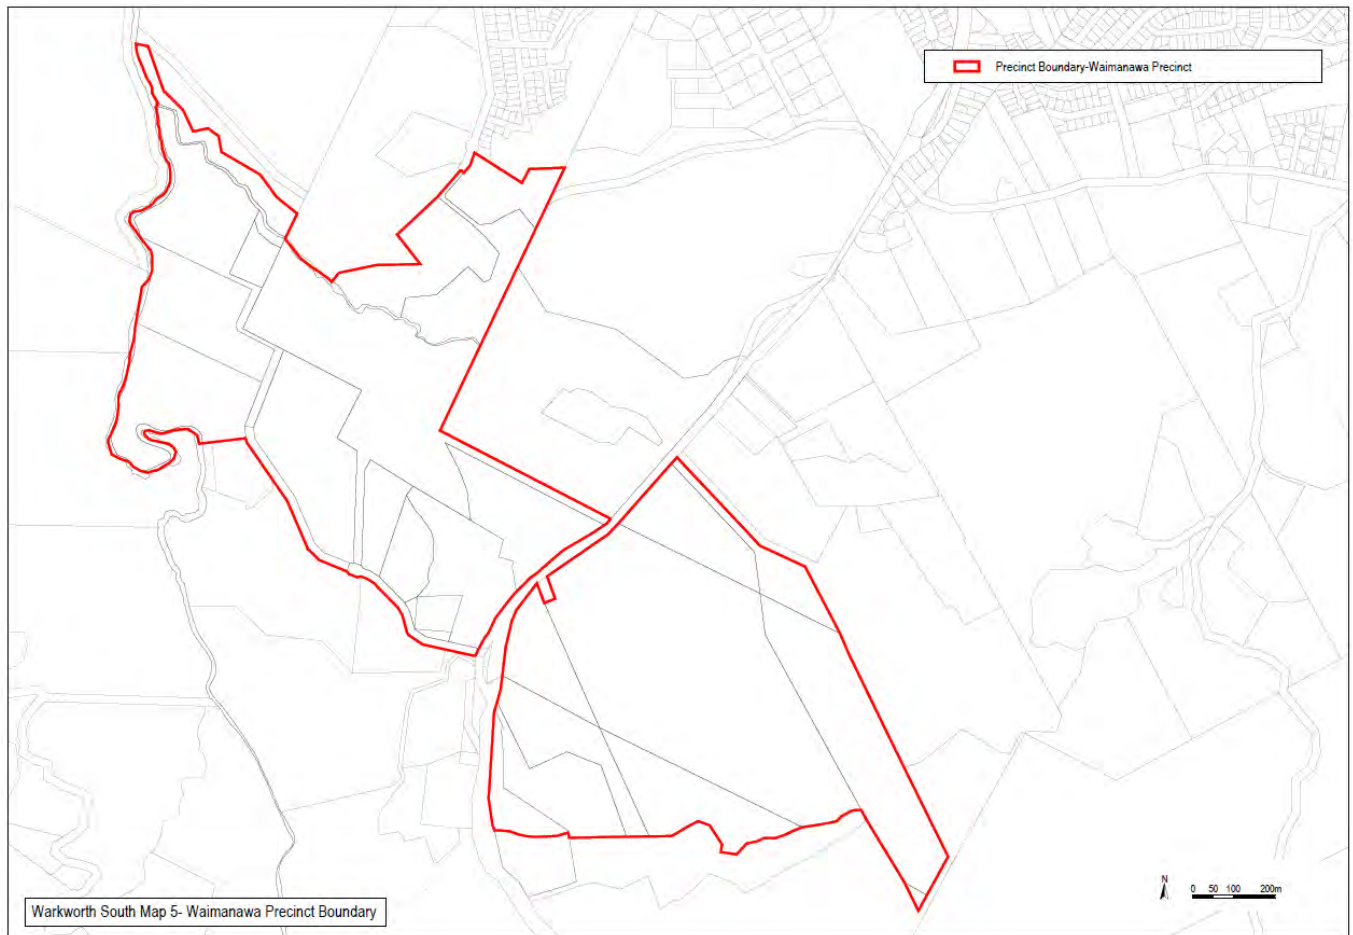 Precinct Boundary-Waimanawa Precinct
N
0 50 100 200m
Warkworth South Map 5- Waimanawa Precinct Boundary